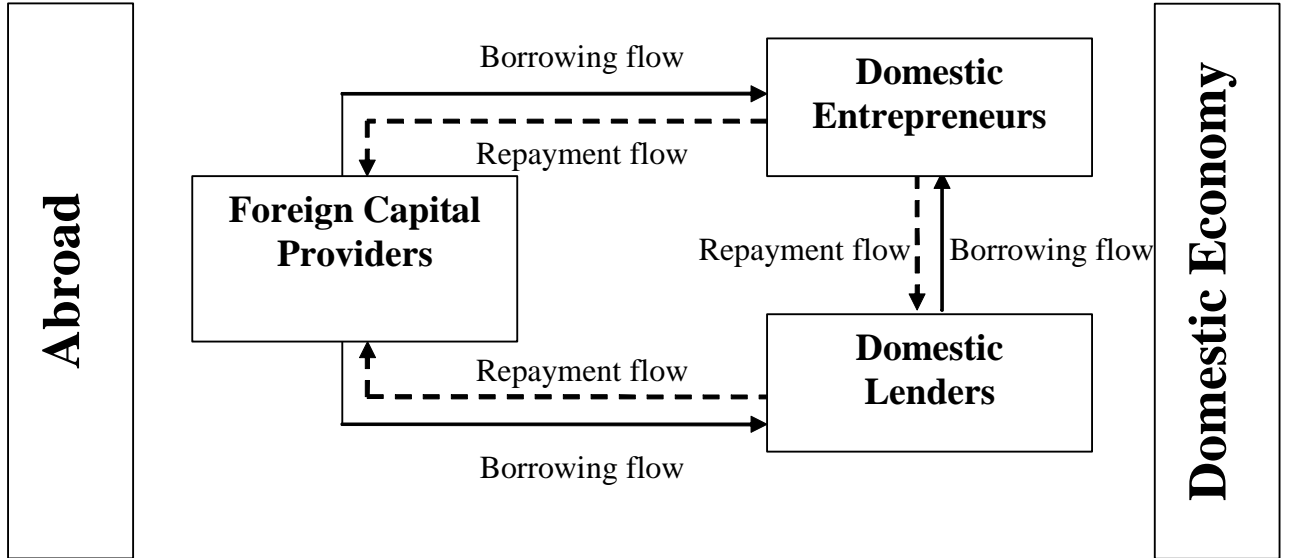 Abroad
Borrowing flow
Domestic
Entrepreneurs
Repayment flow
Foreign Capital
Providers
Repayment flow
Borrowing flow
Domestic
Lenders
Repayment flow
Borrowing flow
Domestic Economy